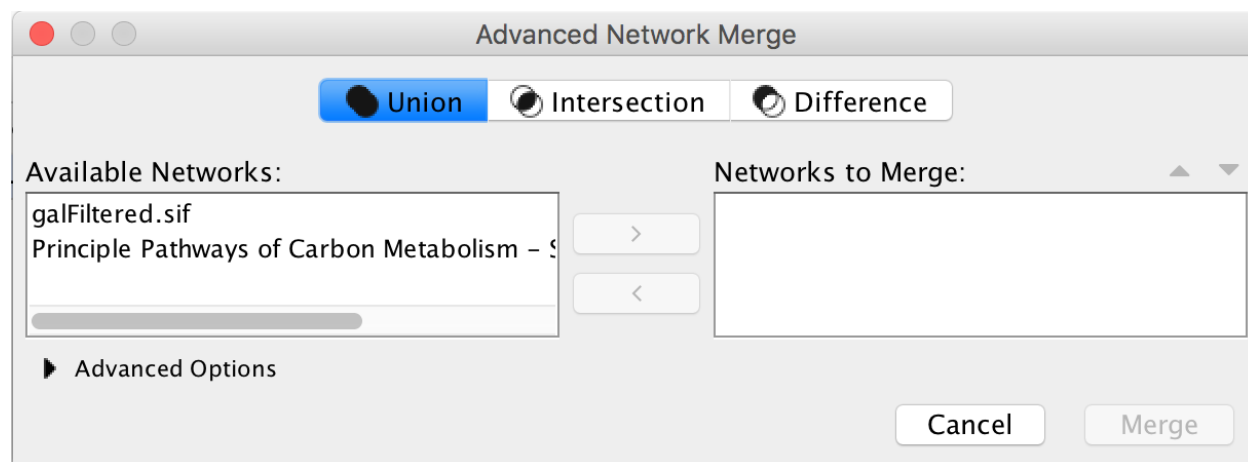 Advanced Network Merge
Union Intersection Difference
Available Networks:
Networks to Merge:
galFiltered.sif
Principle Pathways of Carbon Metabolism –
>
<
Advanced Options
Cancel Merge